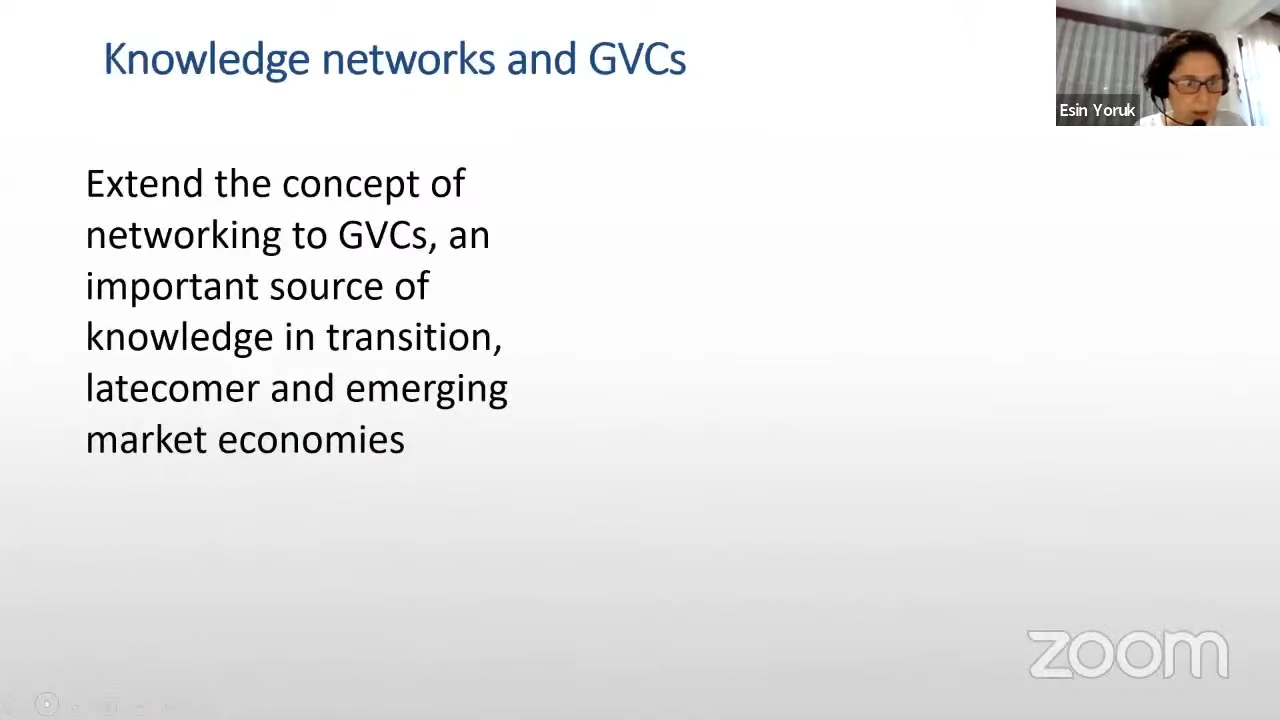 Knowledge networks and GVCs
Esin Yoruk
Extend the concept of
networking to GVCs, an
important source of
knowledge in transition,
latecomer and emerging
market economies
zoom